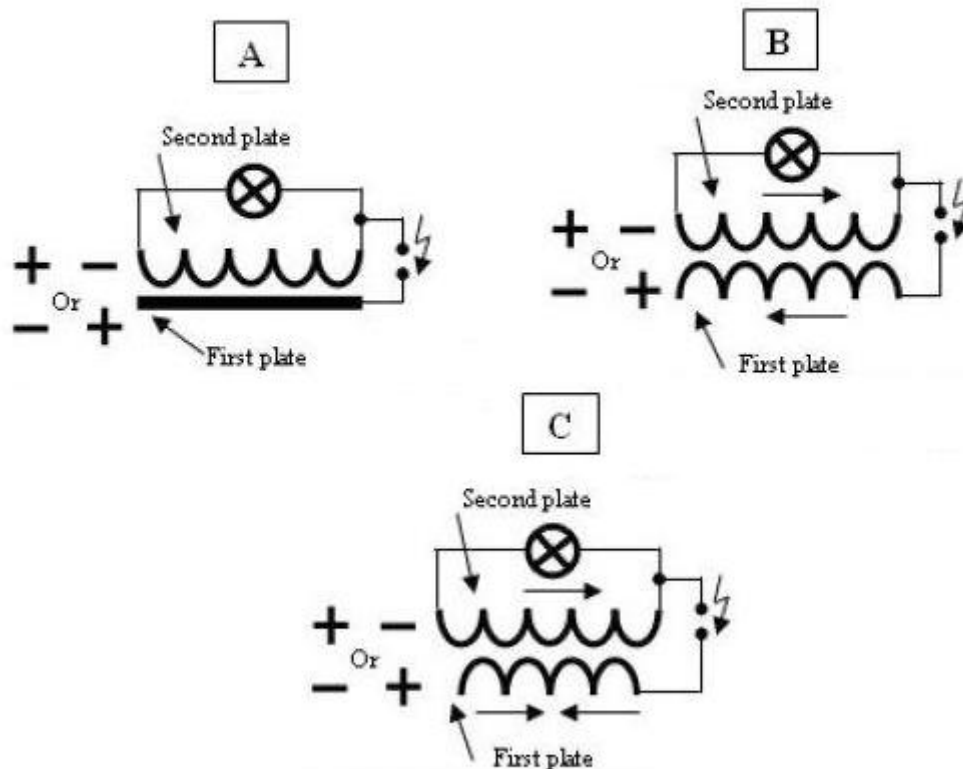 A
Second plate
+ −
Or
− +
First plate
B
Second plate
+ −
Or
− +
First plate
C
Second plate
+ −
Or
− +
First plate